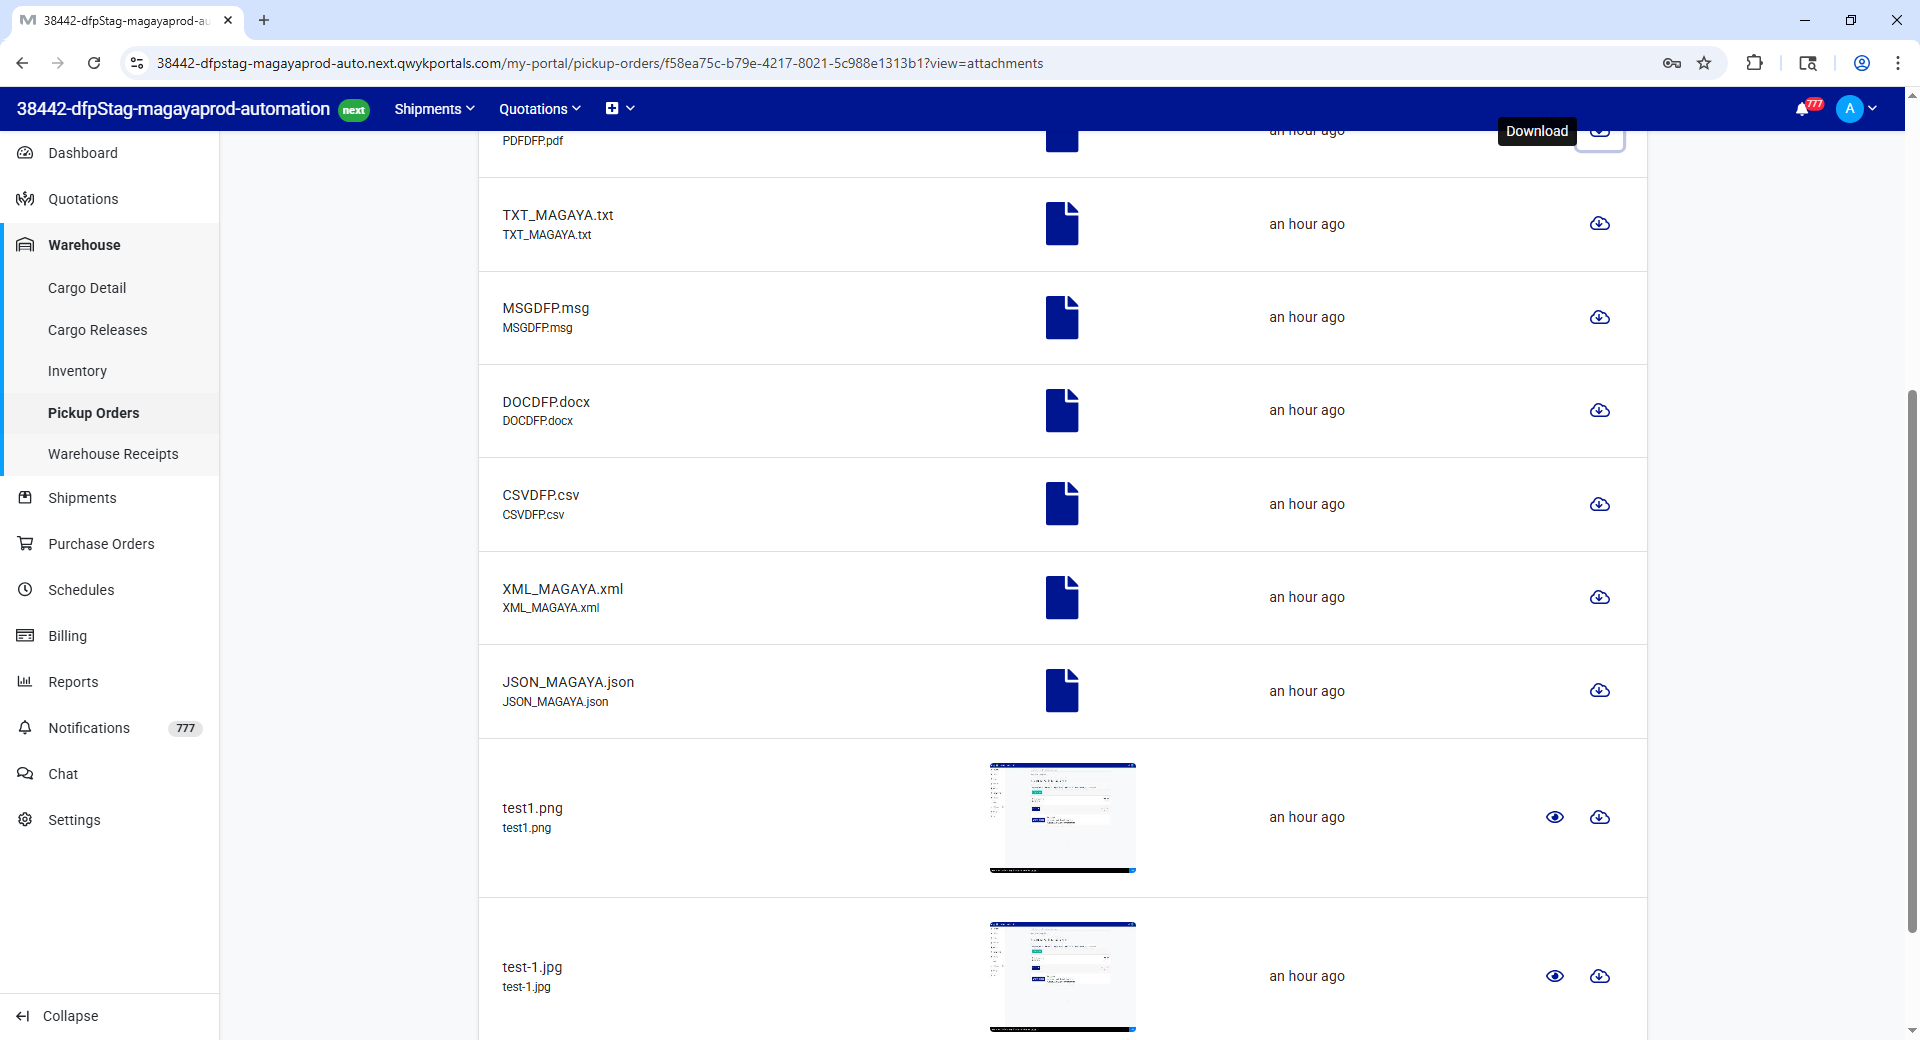 38442-dfpStag-magayaprod-au
38442-dfpstag-magayaprod-auto.next.qwykportals.com/my-portal/pickup-orders/f58ea75c-b79e-4217-8021-5c988e1313b1?view=attachments
38442-dfpStag-magayaprod-automation next Shipments Quotations 777 A
Dashboard
Quotations
Warehouse
Cargo Detail
Cargo Releases
Inventory
Pickup Orders
Warehouse Receipts
Shipments
Purchase Orders
Schedules
Billing
Reports
Notifications 777
Chat
Settings
Collapse
Download
PDFDFP.pdf
an hour ago
TXT_MAGAYA.txt
TXT_MAGAYA.txt
an hour ago
MSGDFP.msg
MSGDFP.msg
an hour ago
DOCDFP.docx
DOCDFP.docx
an hour ago
CSVDFP.csv
CSVDFP.csv
an hour ago
XML_MAGAYA.xml
XML_MAGAYA.xml
an hour ago
JSON_MAGAYA.json
JSON_MAGAYA.json
an hour ago
test1.png
test1.png
an hour ago
test-1.jpg
test-1.jpg
an hour ago